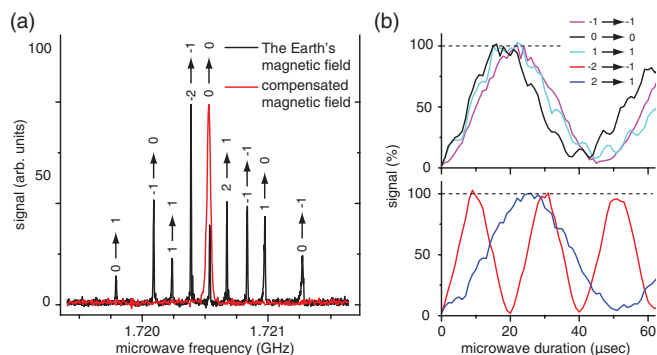 (a)
100
50
0
signal (arb. units)
The Earth's
magnetic field
compensated
magnetic field
0 → 1
-1 → 0
1 → 1
-2 → -1
0 → 0
2 → 1
-1 → -1
1 → 0
0 → -1
1.720
1.721
microwave frequency (GHz)
(b)
100
75
50
25
0
-1 → -1
0 → 0
1 → 1
-2 → -1
2 → 1
signal (%)
100
75
50
25
0
0
20
40
60
microwave duration (μsec)